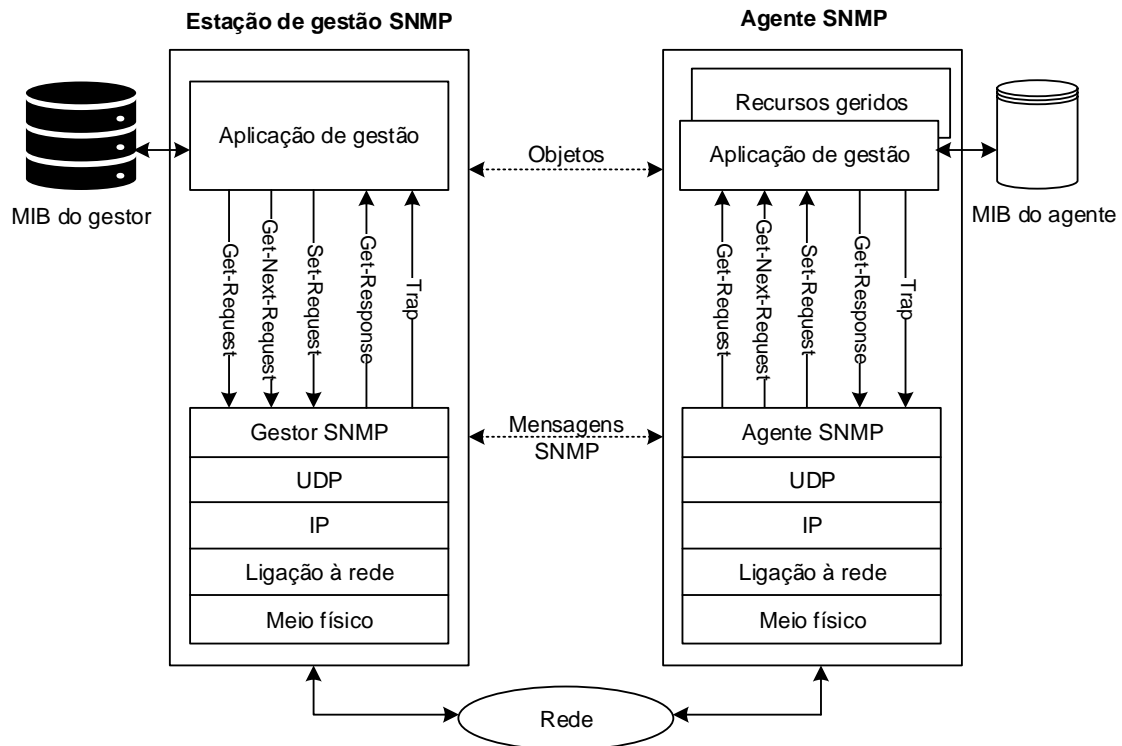 Estação de gestão SNMP
Agente SNMP
MIB do gestor
Aplicação de gestão
Get-Request
Get-Next-Request
Set-Request
Get-Response
Trap
Gestor SNMP
UDP
IP
Ligação à rede
Meio físico
Objetos
Mensagens
SNMP
Recursos geridos
Aplicação de gestão
MIB do agente
Get-Request
Get-Next-Request
Set-Request
Get-Response
Trap
Agente SNMP
UDP
IP
Ligação à rede
Meio físico
Rede